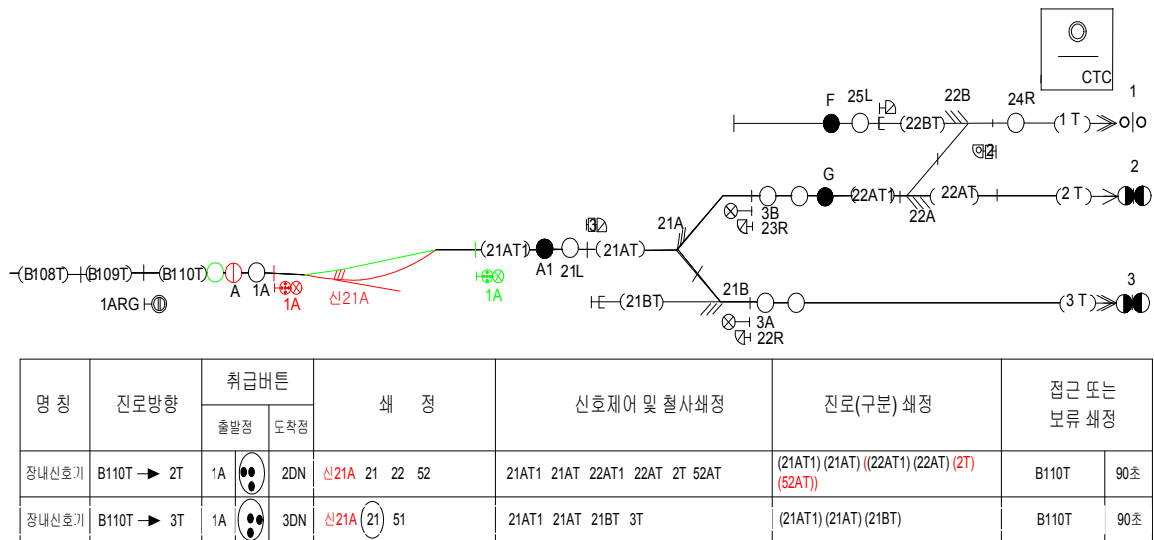 CTC
F 25L 22B 24R 1
(22BT) (1 T)
2
G 2
(22AT1) (22AT) (2 T)
21A 3B 22A
23R
3
(21AT1) (21AT)
A1 21L
(B108T) (B109T) (B110T)
A 1A 1A 신21A 1A
1ARG
(21BT) 21B (3 T) 3
3A
22R
명 칭 진로방향 취급버튼 쇄 정 신호제어 및 철사쇄정 진로(구분) 쇄정 접근 또는
보류 쇄정
출발점 도착점
장내신호기 B110T → 2T 1A 2DN 신21A 21 22 52 21AT1 21AT 22AT1 22AT 2T 52AT (21AT1) (21AT) ((22AT1) (22AT) (2T)
(52AT)) B110T 90초
장내신호기 B110T → 3T 1A 3DN 신21A 21 51 21AT1 21AT 21BT 3T (21AT1) (21AT) (21BT) B110T 90초